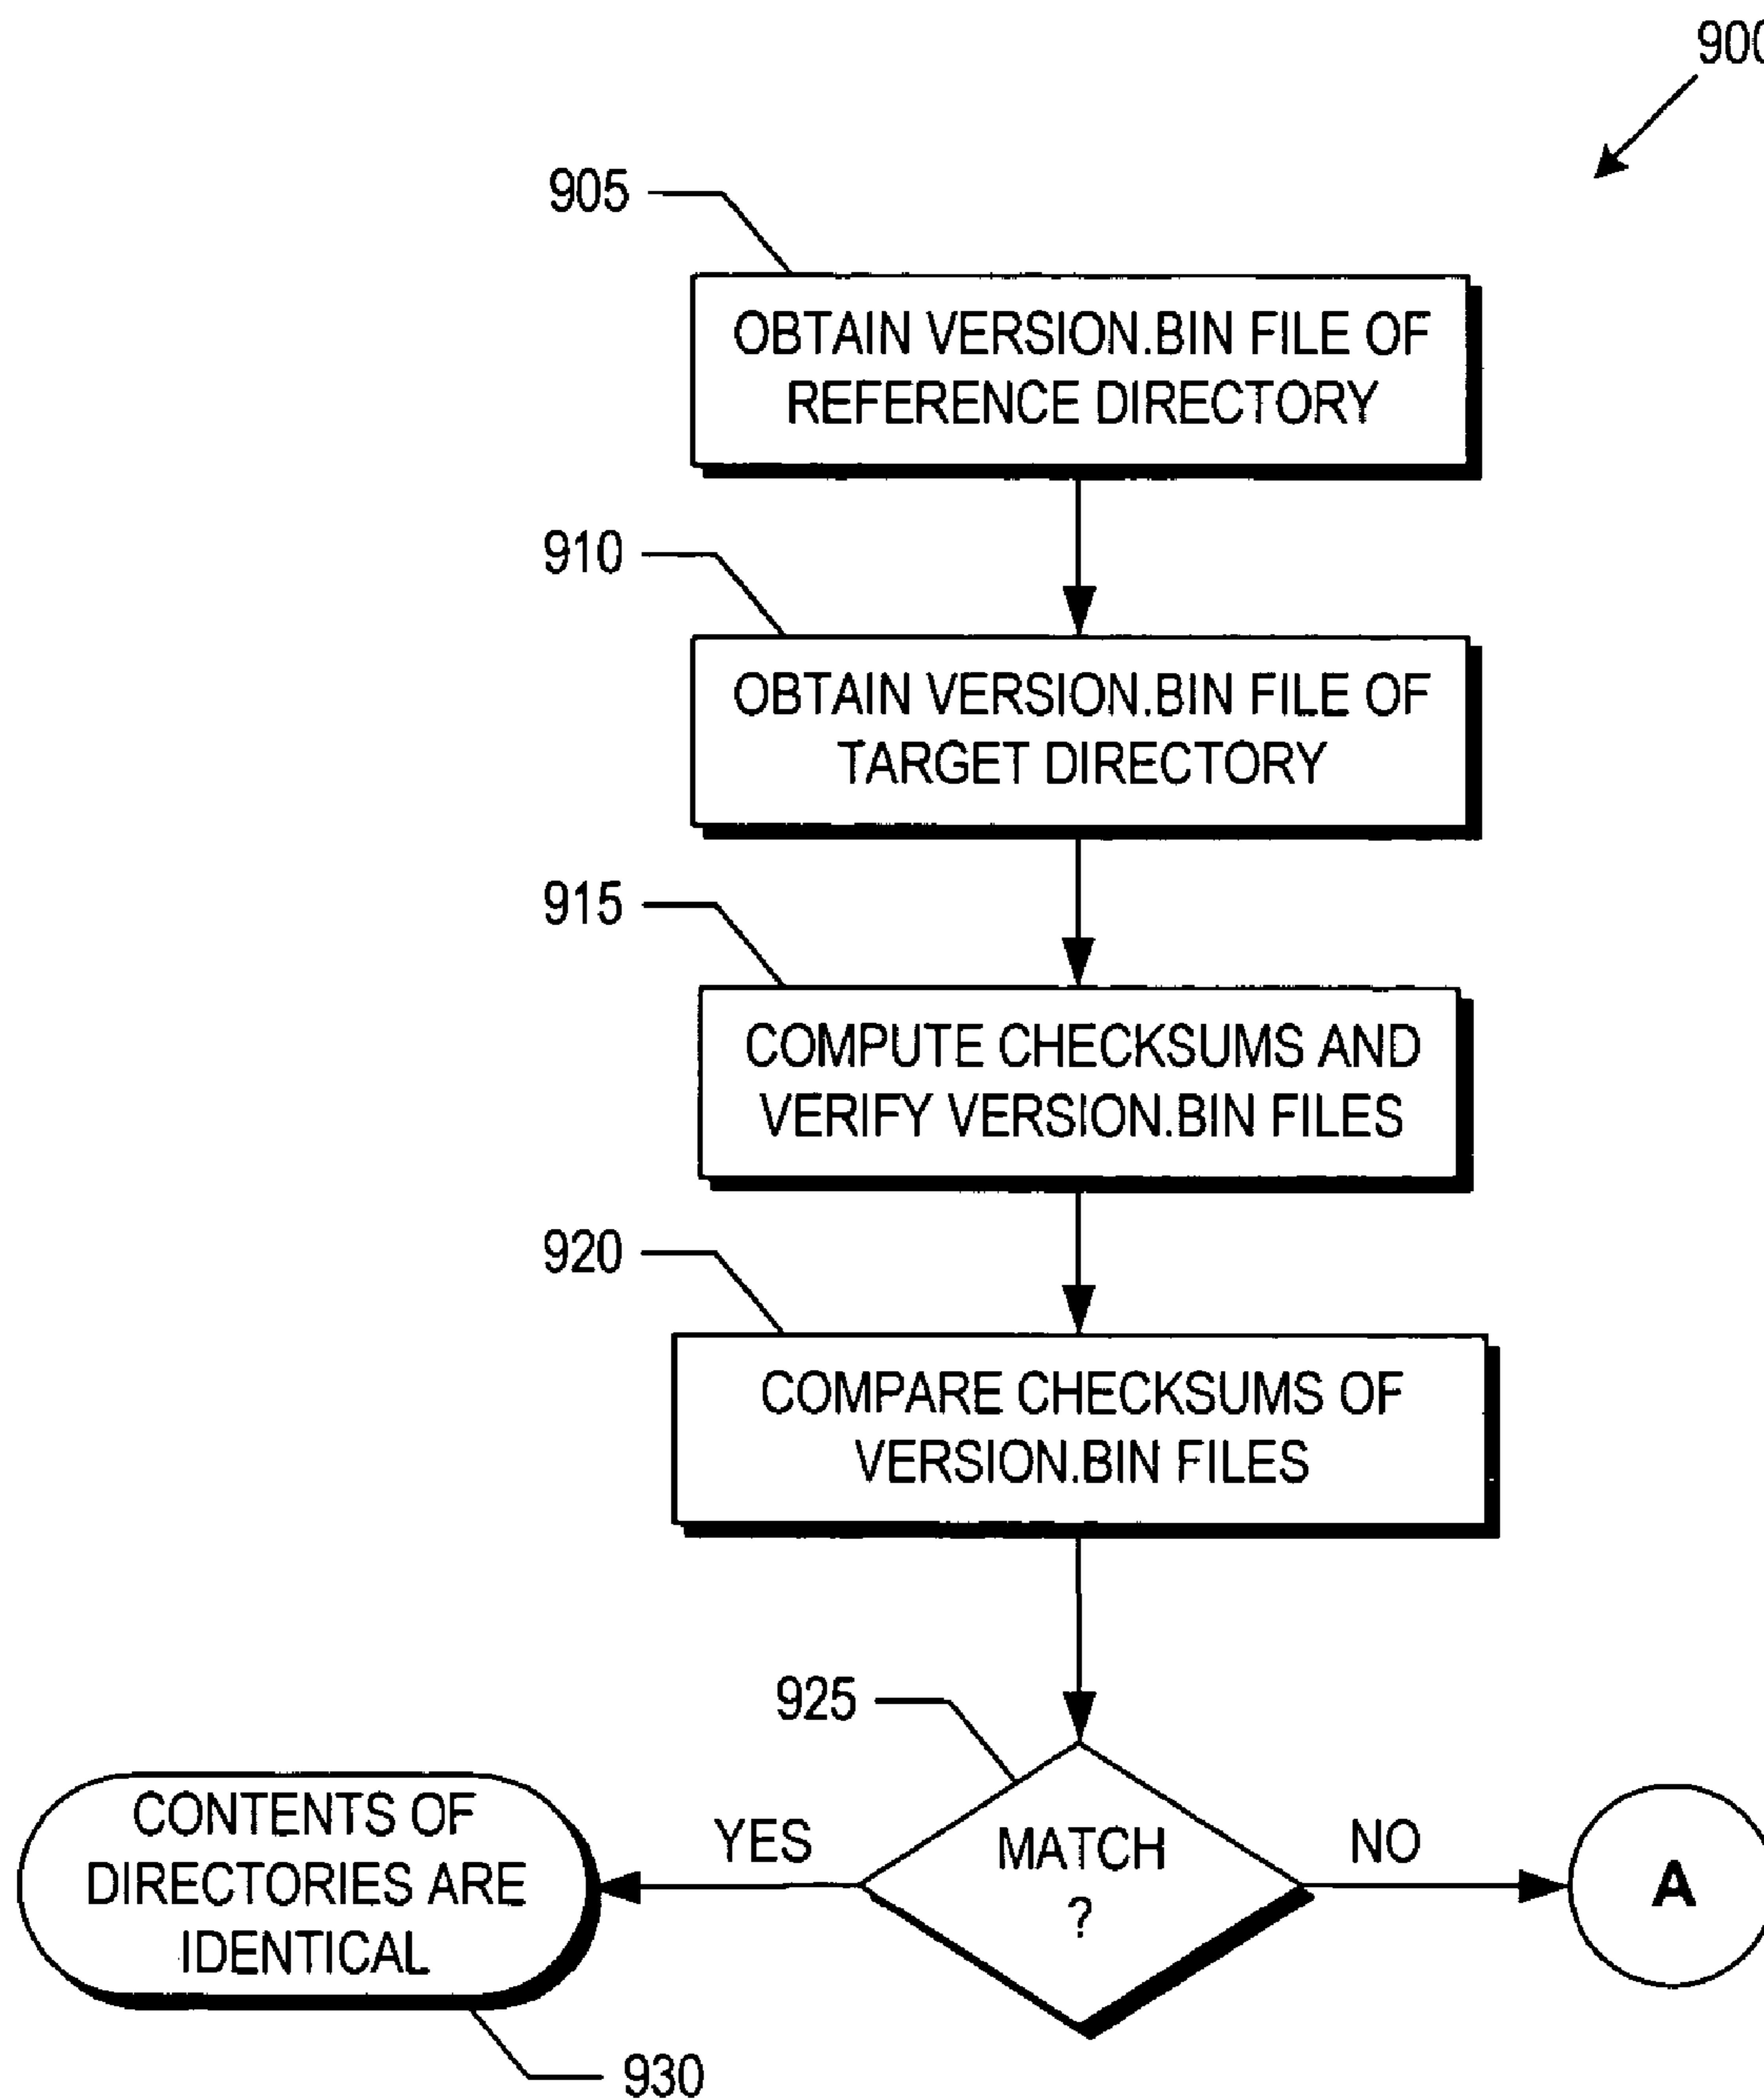 900
905
OBTAIN VERSION.BIN FILE OF
REFERENCE DIRECTORY
910
OBTAIN VERSION.BIN FILE OF
TARGET DIRECTORY
915
COMPUTE CHECKSUMS AND
VERIFY VERSION.BIN FILES
920
COMPARE CHECKSUMS OF
VERSION.BIN FILES
925
MATCH
?
YES
NO
CONTENTS OF
DIRECTORIES ARE
IDENTICAL
A
930